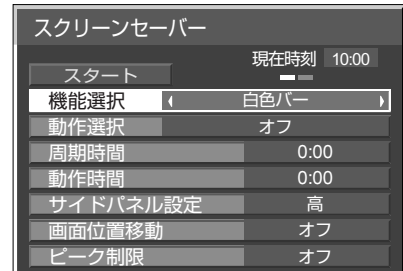 スクリーンセーバー
現在時刻 10:00
スタート
機能選択 白色バー
動作選択 オフ
周期時間 0:00
動作時間 0:00
サイドパネル設定 高
画面位置移動 オフ
ピーク制限 オフ